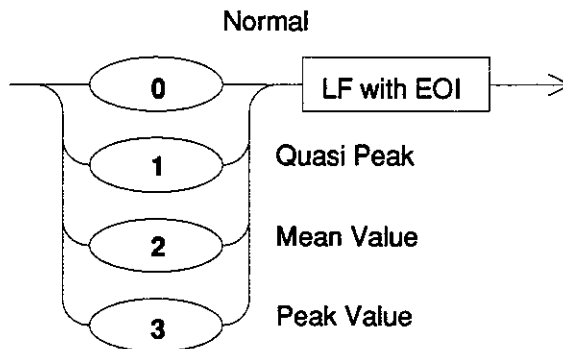 Normal
0 LF with EOI
1 Quasi Peak
2 Mean Value
3 Peak Value